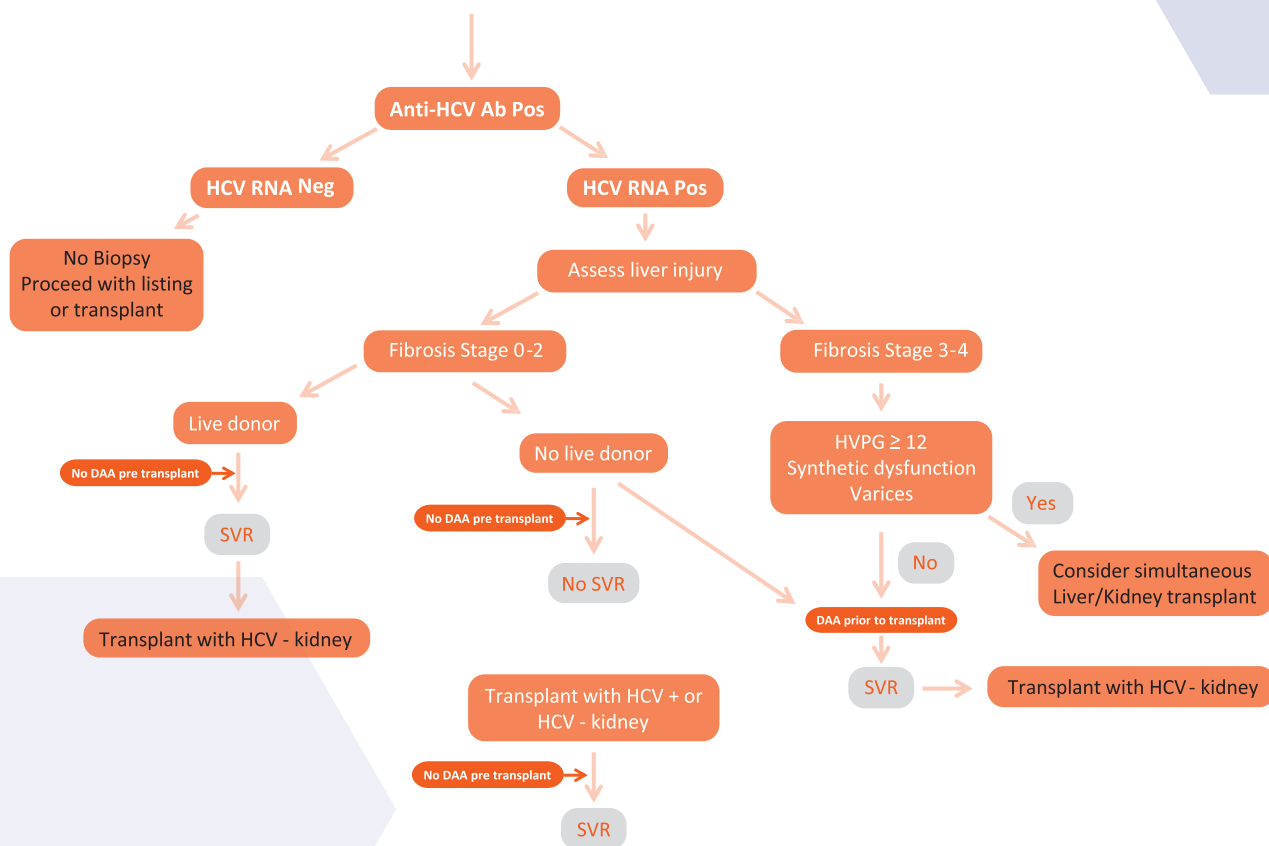 Anti-HCV Ab Pos
HCV RNA Neg
HCV RNA Pos
No Biopsy
Proceed with listing
or transplant
Assess liver injury
Fibrosis Stage 0-2
Fibrosis Stage 3-4
Live donor
No live donor
HVPG ≥ 12
Synthetic dysfunction
Varices
No DAA pre transplant
No DAA pre transplant
Yes
SVR
No SVR
No
Consider simultaneous
Liver/Kidney transplant
DAA prior to transplant
Transplant with HCV - kidney
SVR
Transplant with HCV - kidney
Transplant with HCV + or
HCV - kidney
No DAA pre transplant
SVR